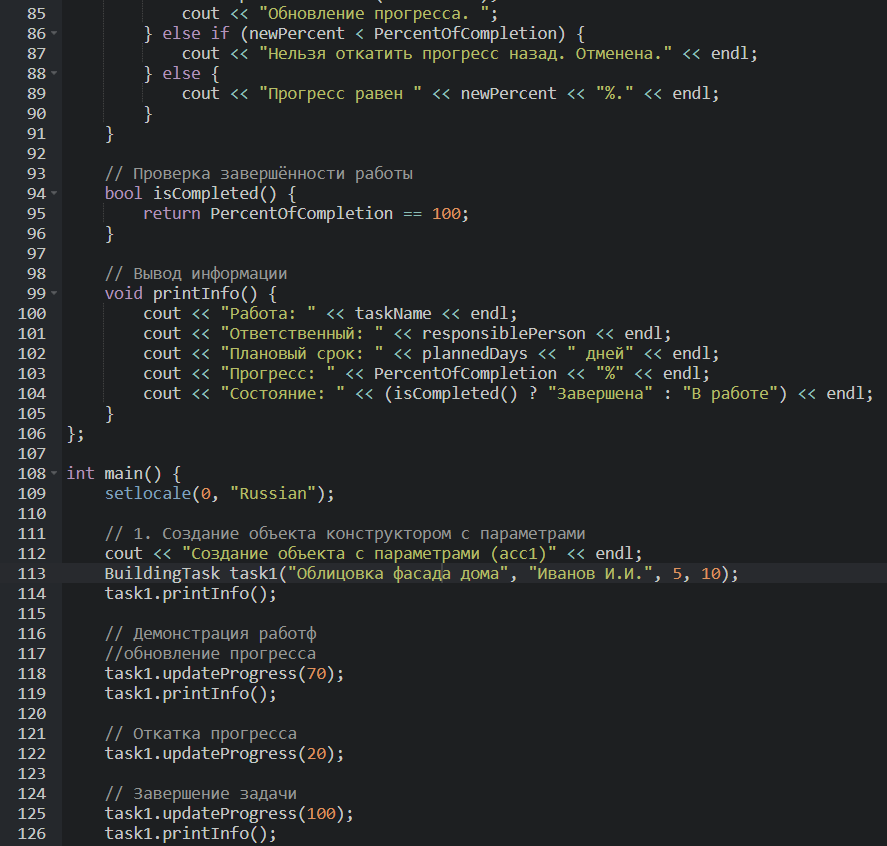 85 cout << "Обновление прогресса. ";
86 } else if (newPercent < PercentOfCompletion) {
87 cout << "Нельзя откатить прогресс назад. Отменена." << endl;
88 } else {
89 cout << "Прогресс равен " << newPercent << "%." << endl;
90 }
91 }
92
93 // Проверка завершённости работы
94 bool isCompleted() {
95 return PercentOfCompletion == 100;
96 }
97
98 // Вывод информации
99 void printInfo() {
100 cout << "Работа: " << taskName << endl;
101 cout << "Ответственный: " << responsiblePerson << endl;
102 cout << "Плановый срок: " << plannedDays << " дней" << endl;
103 cout << "Прогресс: " << PercentOfCompletion << "%" << endl;
104 cout << "Состояние: " << (isCompleted() ? "Завершена" : "В работе") << endl;
105 }
106 };
107
108 int main() {
109 setlocale(0, "Russian");
110
111 // 1. Создание объекта конструктором с параметрами
112 cout << "Создание объекта с параметрами (acc1)" << endl;
113 BuildingTask task1("Облицовка фасада дома", "Иванов И.И.", 5, 10);
114 task1.printInfo();
115
116 // Демонстрация работф
117 //обновление прогресса
118 task1.updateProgress(70);
119 task1.printInfo();
120
121 // Откатка прогресса
122 task1.updateProgress(20);
123
124 // Завершение задачи
125 task1.updateProgress(100);
126 task1.printInfo();